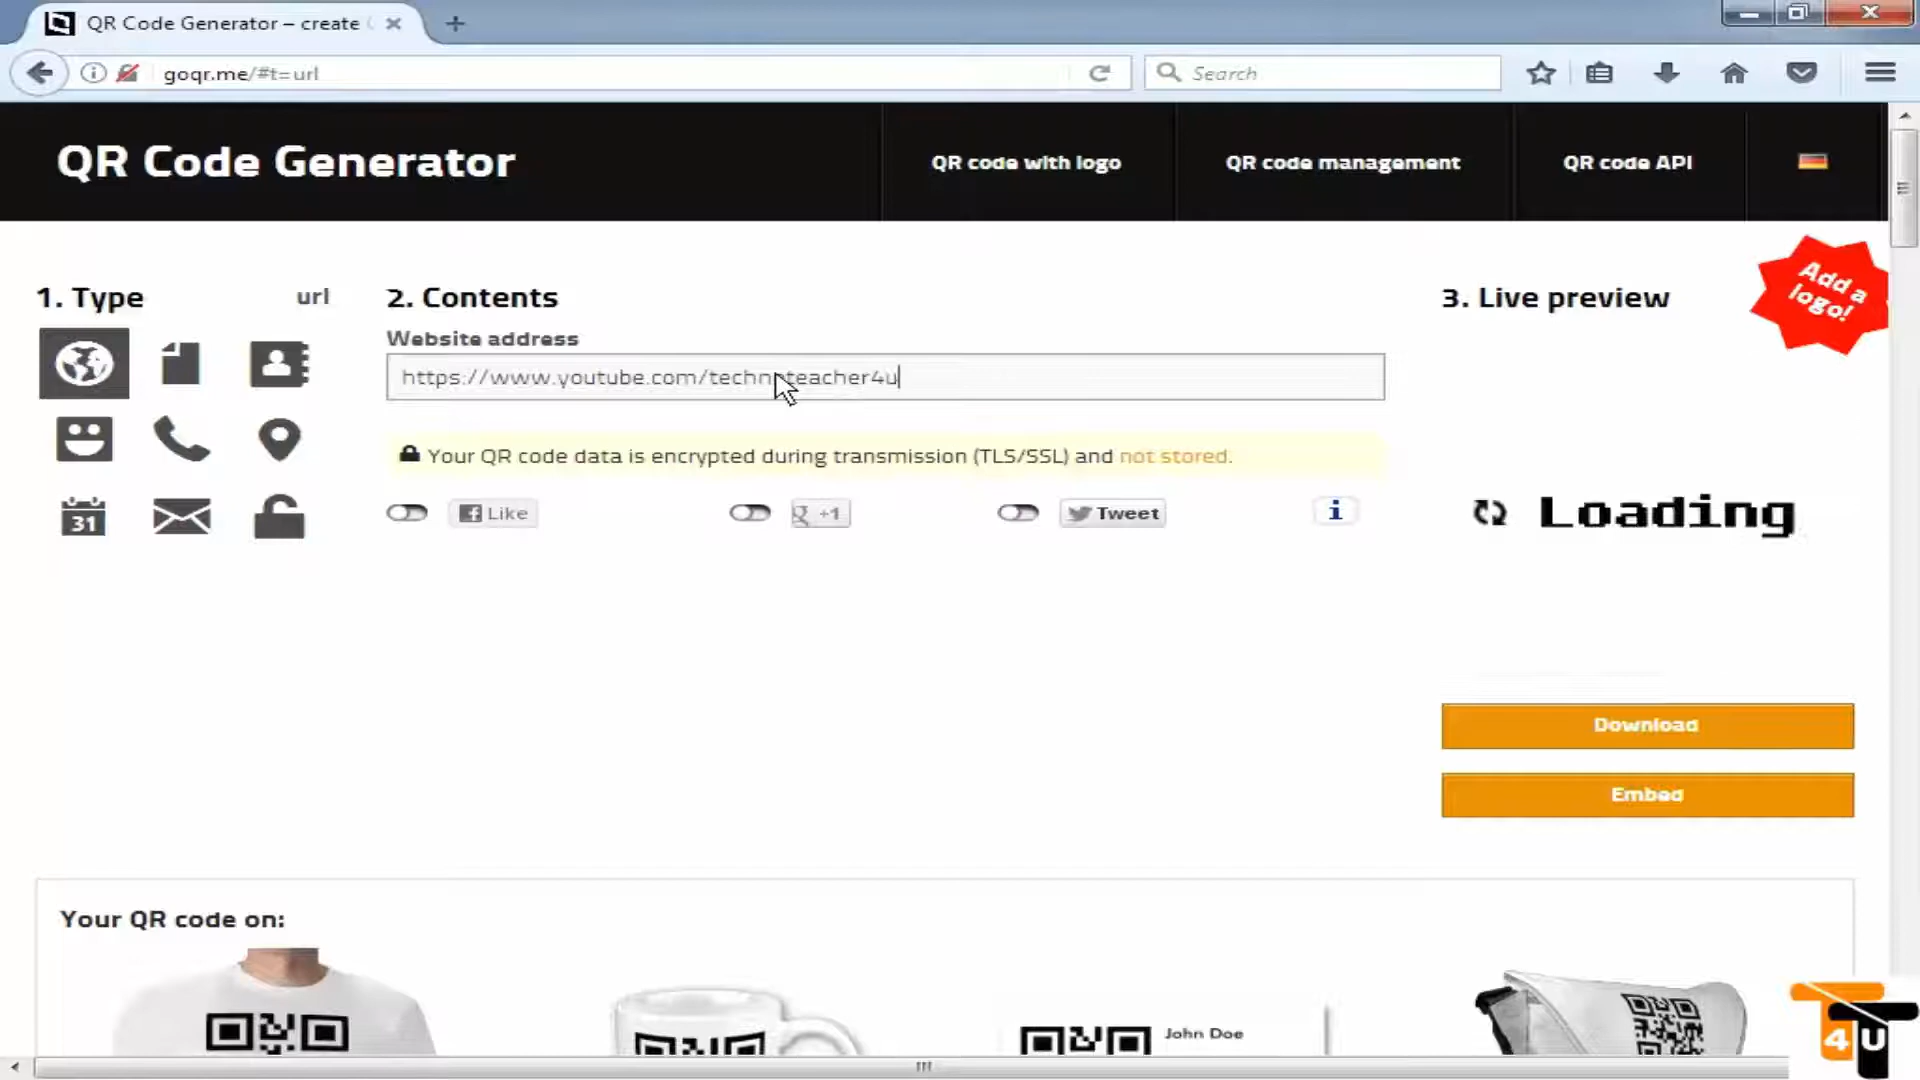 QR Code Generator – create
goqr.me/#t=url
Search
QR Code Generator
QR code with logo
QR code management
QR code API
1. Type
url
2. Contents
3. Live preview
Add a
logo!
Website address
https://www.youtube.com/technoteacher4u
Your QR code data is encrypted during transmission (TLS/SSL) and not stored.
Like
+1
Tweet
i
31
Loading
Download
Embed
Your QR code on:
John Doe
4U